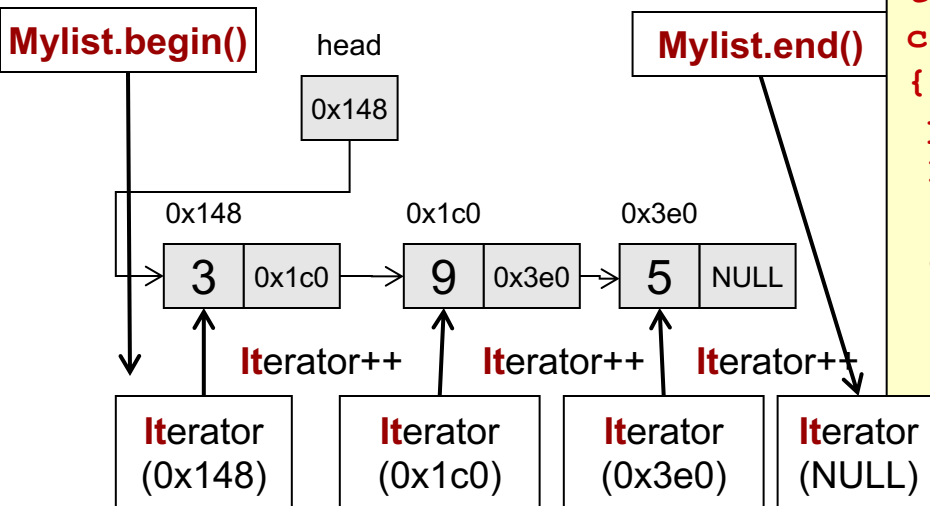 Mylist.begin()
head
Mylist.end()
0x148
0x148
0x1c0
0x3e0
3
0x1c0
9
0x3e0
5
NULL
Iterator++
Iterator++
Iterator++
Iterator
(0x148)
Iterator
(0x1c0)
Iterator
(0x3e0)
Iterator
(NULL)
c
{